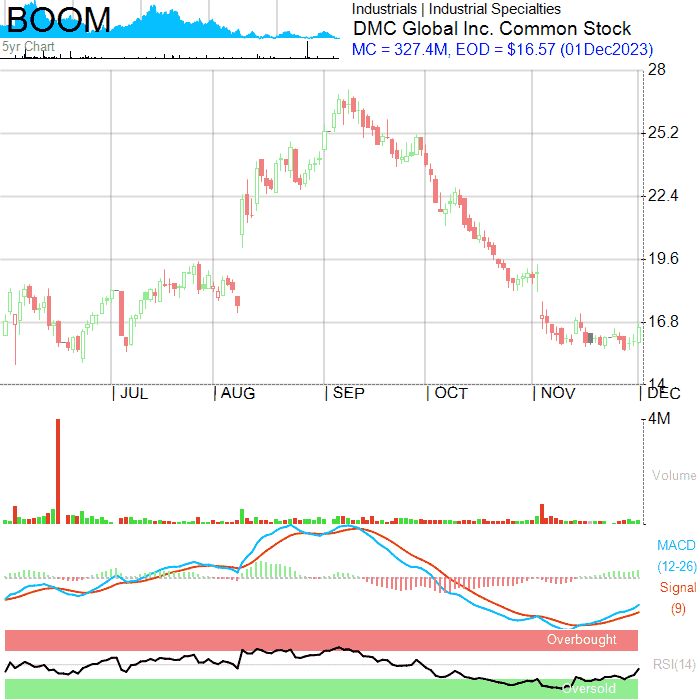 BOOM
5yr Chart
Industrials | Industrial Specialties
DMC Global Inc. Common Stock
MC = 327.4M, EOD = $16.57 (01Dec2023)
28
25.2
22.4
19.6
16.8
14
| JUL
| AUG
| SEP
| OCT
| NOV
| DEC
4M
Volume
MACD
(12-26)
Signal
(9)
Overbought
RSI(14)
Oversold